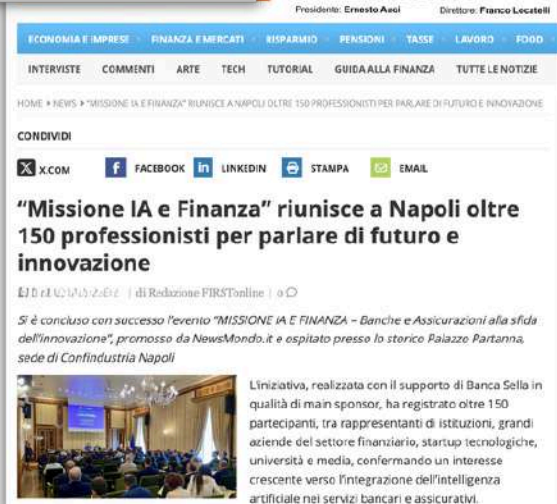 Presidente: Ernesto Auci Direttore: Franco Locatelli
ECONOMIA E IMPRESE FINANZA E MERCATI RISPARMIO PENSIONI TASSE LAVORO FOOD
INTERVISTE COMMENTI ARTE TECH TUTORIAL GUIDA ALLA FINANZA TUTTE LE NOTIZIE
HOME NEWS "MISSIONE IA E FINANZA" RIUNISCE A NAPOLI OLTRE 150 PROFESSIONISTI PER PARLARE DI FUTURO E INNOVAZIONE
CONDIVIDI
X.COM FACEBOOK LINKEDIN STAMPA EMAIL
"Missione IA e Finanza" riunisce a Napoli oltre
150 professionisti per parlare di futuro e
innovazione
| di Redazione FIRSTonline | 0
Si è concluso con successo l'evento "MISSIONE IA E FINANZA – Banche e Assicurazioni alla sfida
dell'innovazione", promosso da NewsMondo.it e ospitato presso lo storico Palazzo Partanna,
sede di Confindustria Napoli
L'iniziativa, realizzata con il supporto di Banca Sella in
qualità di main sponsor, ha registrato oltre 150
partecipanti, tra rappresentanti di istituzioni, grandi
aziende del settore finanziario, startup tecnologiche,
università e media, confermando un interesse
crescente verso l'integrazione dell'intelligenza
artificiale nei servizi bancari e assicurativi.